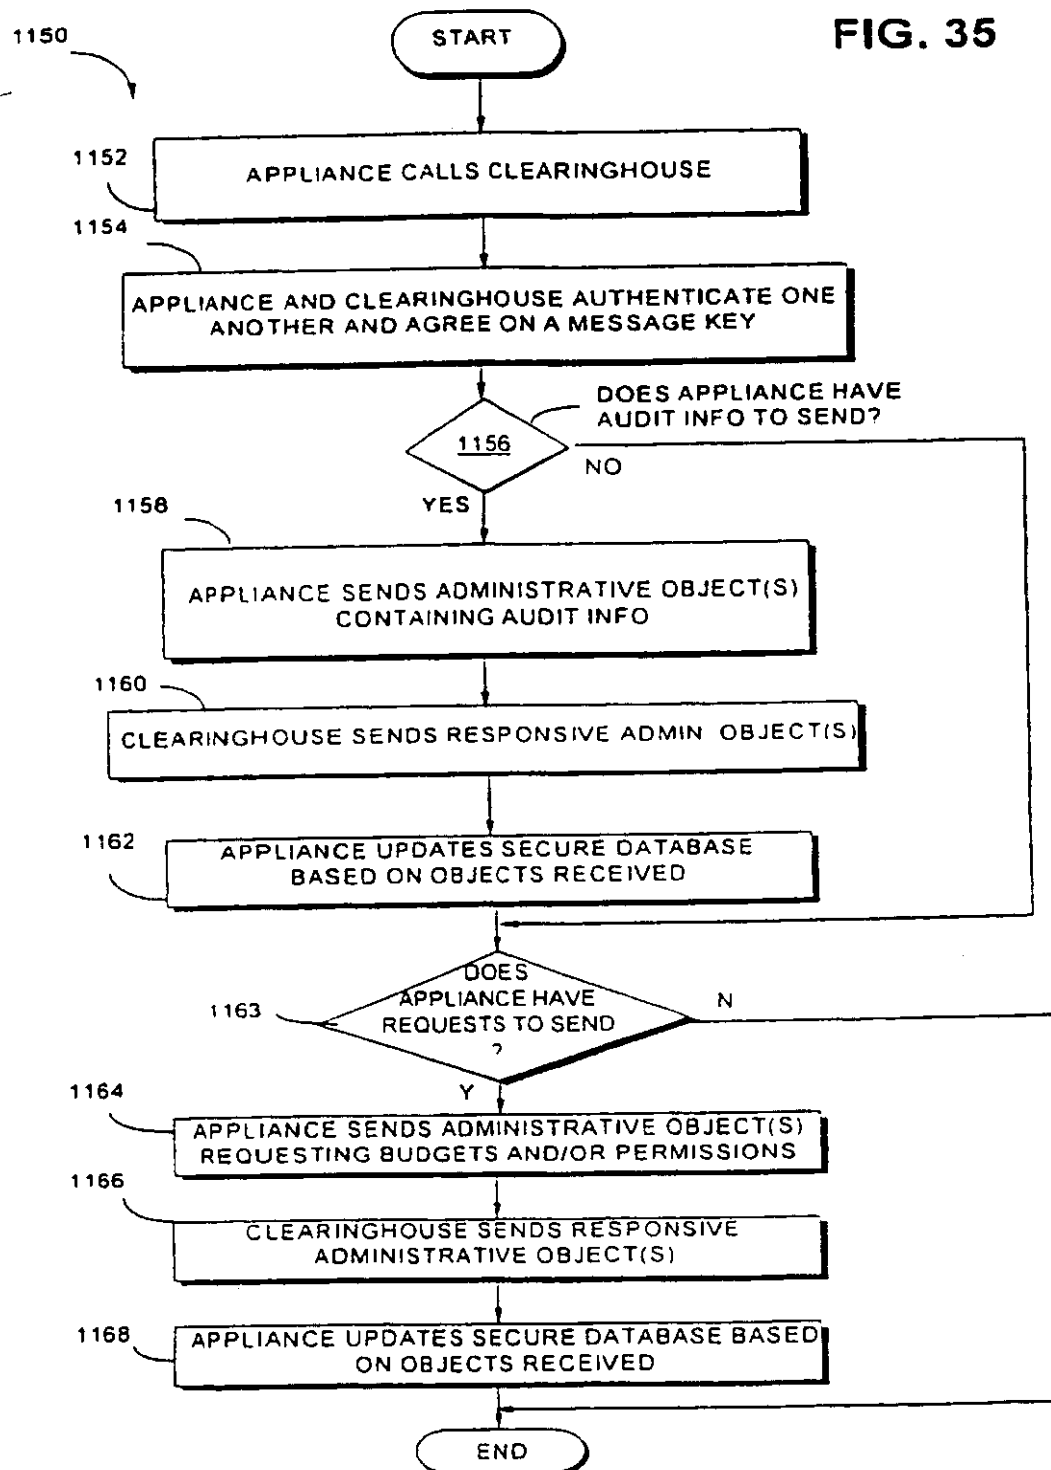 FIG. 35
1150
START
1152
APPLIANCE CALLS CLEARINGHOUSE
1154
APPLIANCE AND CLEARINGHOUSE AUTHENTICATE ONE
ANOTHER AND AGREE ON A MESSAGE KEY
DOES APPLIANCE HAVE
AUDIT INFO TO SEND?
1156
NO
YES
1158
APPLIANCE SENDS ADMINISTRATIVE OBJECT(S)
CONTAINING AUDIT INFO
1160
CLEARINGHOUSE SENDS RESPONSIVE ADMIN OBJECT(S)
1162
APPLIANCE UPDATES SECURE DATABASE
BASED ON OBJECTS RECEIVED
1163
DOES
APPLIANCE HAVE
REQUESTS TO SEND
?
N
Y
1164
APPLIANCE SENDS ADMINISTRATIVE OBJECT(S)
REQUESTING BUDGETS AND/OR PERMISSIONS
1166
CLEARINGHOUSE SENDS RESPONSIVE
ADMINISTRATIVE OBJECT(S)
1168
APPLIANCE UPDATES SECURE DATABASE BASED
ON OBJECTS RECEIVED
END